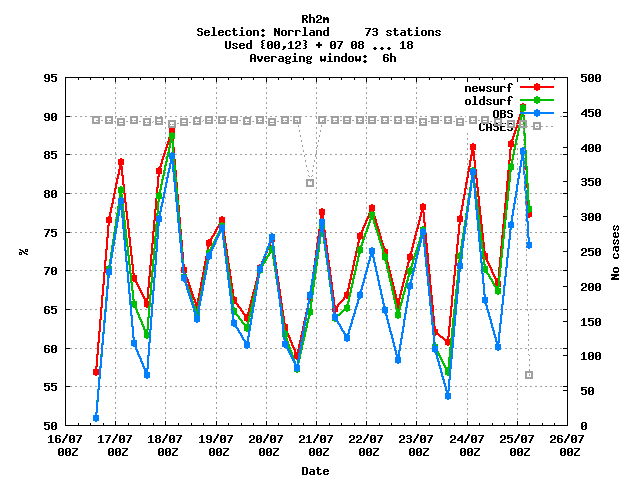 Rh2m
Selection: Norrland     73 stations
Used {00,12} + 07 08 ... 18
Averaging window:  6h
newsurf
oldsurf
OBS
CASES
95
90
85
80
75
70
65
60
55
50
%
500
450
400
350
300
250
200
150
100
50
0
No cases
16/07 17/07 18/07 19/07 20/07 21/07 22/07 23/07 24/07 25/07 26/07
00Z 00Z 00Z 00Z 00Z 00Z 00Z 00Z 00Z 00Z 00Z
Date